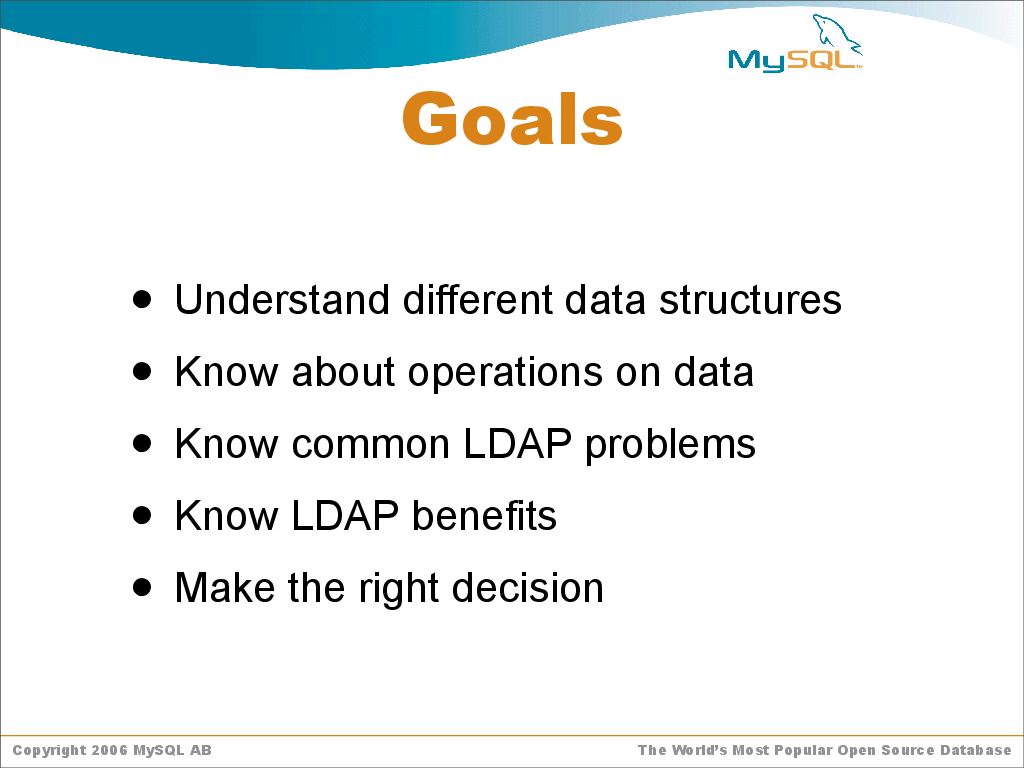 MySQL™
Goals
• Understand different data structures
• Know about operations on data
• Know common LDAP problems
• Know LDAP benefits
• Make the right decision
Copyright 2006 MySQL AB
The World’s Most Popular Open Source Database